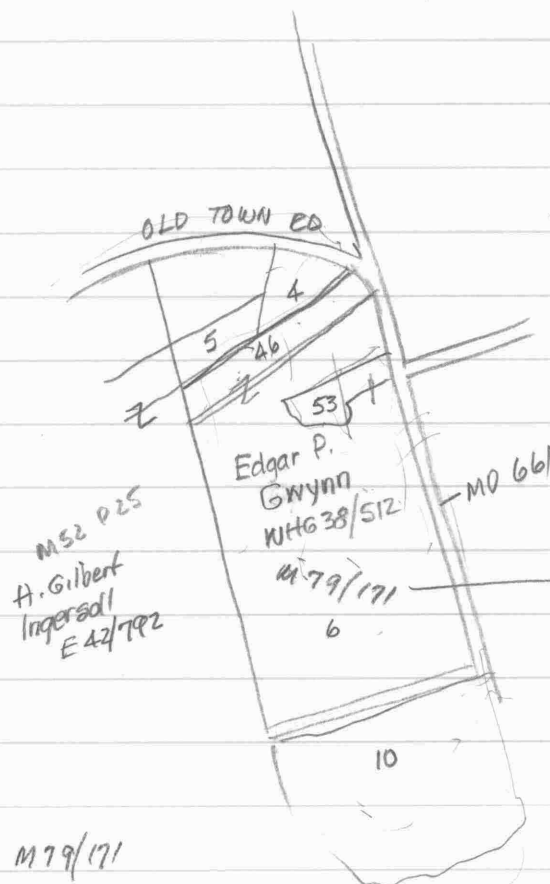 OLD TOWN RD
4
5
46
53
Edgar P.
Gwynn
WHG 38/512
M 79/171
6
MD 66
M52 P25
H. Gilbert
Ingersoll
E 42/792
10
M 79/171